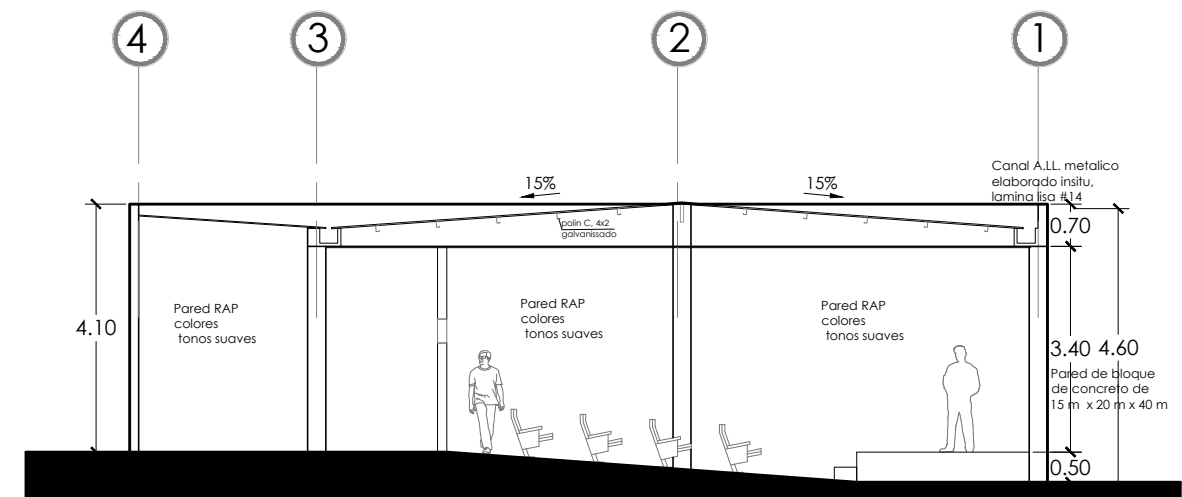 4
3
2
1
Canal A.LL. metalico
elaborado insitu,
lamina lisa #14
15%
15%
0.70
polin C, 4x2
galvanissado
Pared RAP
colores
tonos suaves
Pared RAP
colores
tonos suaves
Pared RAP
colores
tonos suaves
4.10
3.40
4.60
Pared de bloque
de concreto de
15 m x 20 m x 40 m
0.50